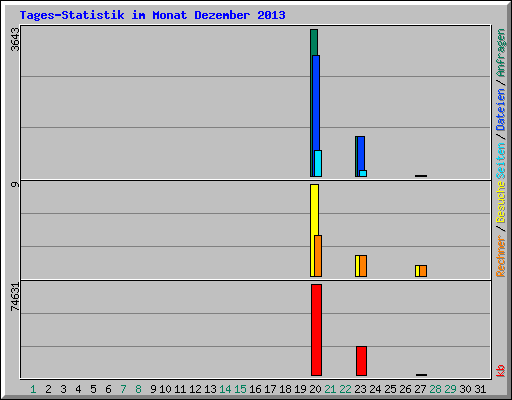 Tages-Statistik im Monat Dezember 2013
3643
9
74631
Seiten / Dateien / Anfragen
Rechner / Besuche
kb
1 2 3 4 5 6 7 8 9 10 11 12 13 14 15 16 17 18 19 20 21 22 23 24 25 26 27 28 29 30 31